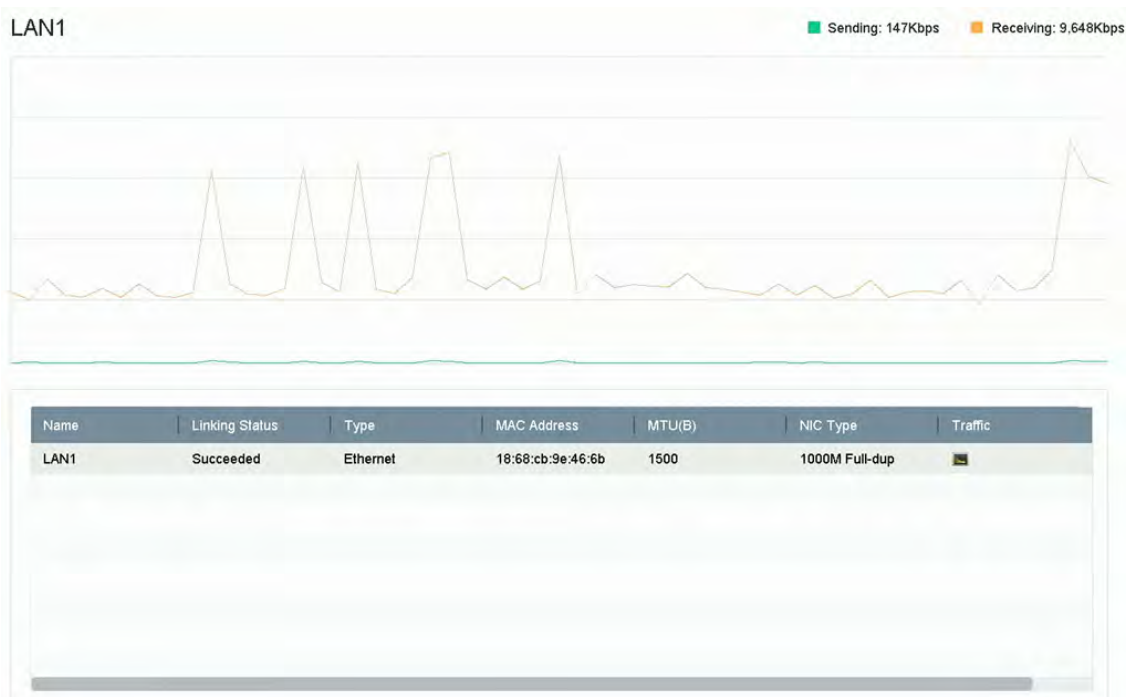 LAN1 Sending: 147Kbps Receiving: 9,648Kbps
Name Linking Status Type MAC Address MTU(B) NIC Type Traffic
LAN1 Succeeded Ethernet 18:68:cb:9e:46:6b 1500 1000M Full-dup